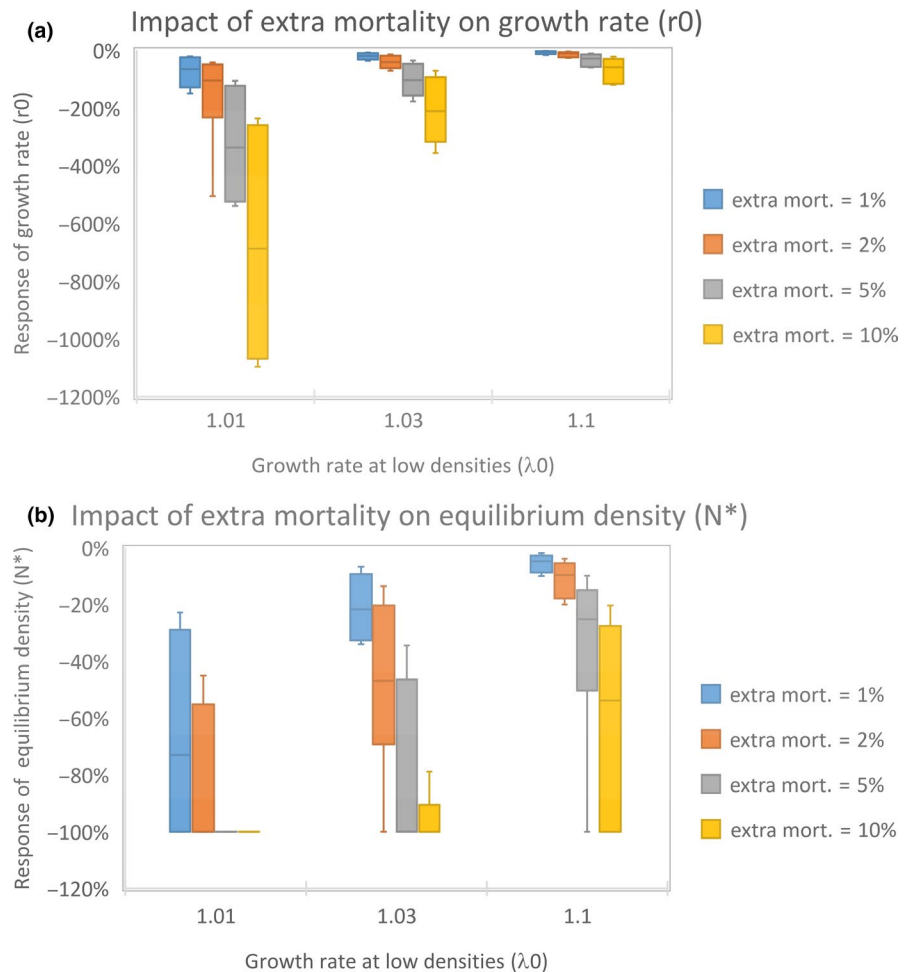 (a) Impact of extra mortality on growth rate (r0)
Response of growth rate (r0)
0%
−200%
−400%
−600%
−800%
−1000%
−1200%
1.01 1.03 1.1
Growth rate at low densities (λ0)
extra mort. = 1%
extra mort. = 2%
extra mort. = 5%
extra mort. = 10%
(b) Impact of extra mortality on equilibrium density (N*)
Response of equilibrium density (N*)
0%
−20%
−40%
−60%
−80%
−100%
−120%
1.01 1.03 1.1
Growth rate at low densities (λ0)
extra mort. = 1%
extra mort. = 2%
extra mort. = 5%
extra mort. = 10%